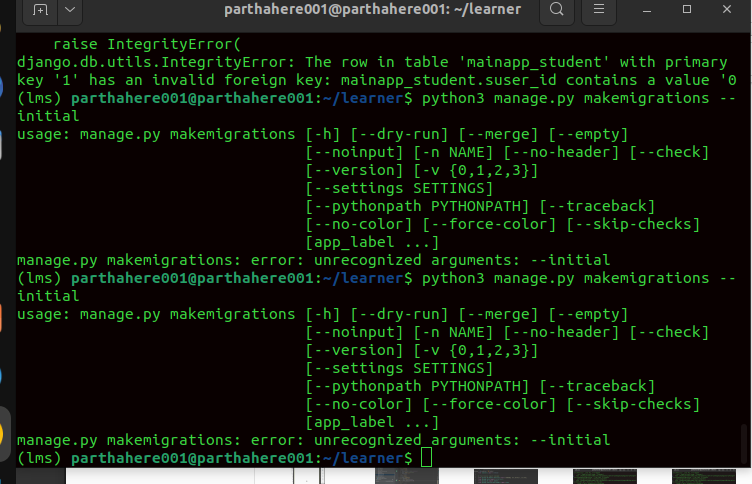 parthahere001@parthahere001: ~/learner
raise IntegrityError(
django.db.utils.IntegrityError: The row in table 'mainapp_student' with primary
key '1' has an invalid foreign key: mainapp_student.suser_id contains a value '0
(lms) parthahere001@parthahere001:~/learner$ python3 manage.py makemigrations --
initial
usage: manage.py makemigrations [-h] [--dry-run] [--merge] [--empty]
[--noinput] [-n NAME] [--no-header] [--check]
[--version] [-v {0,1,2,3}]
[--settings SETTINGS]
[--pythonpath PYTHONPATH] [--traceback]
[--no-color] [--force-color] [--skip-checks]
[app_label ...]
manage.py makemigrations: error: unrecognized arguments: --initial
(lms) parthahere001@parthahere001:~/learner$ python3 manage.py makemigrations --
initial
usage: manage.py makemigrations [-h] [--dry-run] [--merge] [--empty]
[--noinput] [-n NAME] [--no-header] [--check]
[--version] [-v {0,1,2,3}]
[--settings SETTINGS]
[--pythonpath PYTHONPATH] [--traceback]
[--no-color] [--force-color] [--skip-checks]
[app_label ...]
manage.py makemigrations: error: unrecognized arguments: --initial
(lms) parthahere001@parthahere001:~/learner$